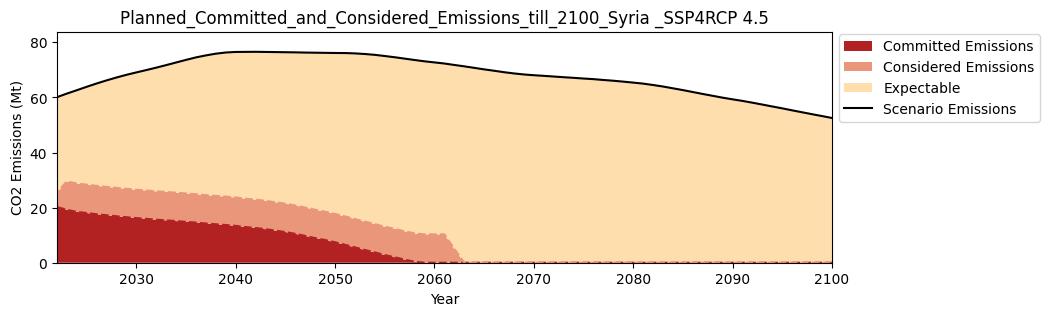 Planned_Committed_and_Considered_Emissions_till_2100_Syria _SSP4RCP 4.5
CO2 Emissions (Mt)
80
60
40
20
0
2030 2040 2050 2060 2070 2080 2090 2100
Year
Committed Emissions
Considered Emissions
Expectable
Scenario Emissions